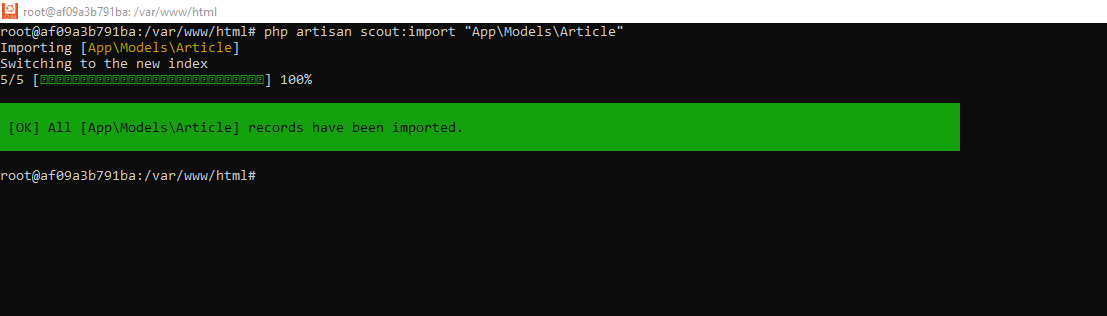 root@af09a3b791ba: /var/www/html
root@af09a3b791ba:/var/www/html# php artisan scout:import "App\Models\Article"
Importing [App\Models\Article]
Switching to the new index
5/5 [⍰⍰⍰⍰⍰⍰⍰⍰⍰⍰⍰⍰⍰⍰⍰⍰⍰⍰⍰⍰⍰⍰⍰⍰⍰⍰⍰⍰] 100%
[OK] All [App\Models\Article] records have been imported.
root@af09a3b791ba:/var/www/html#